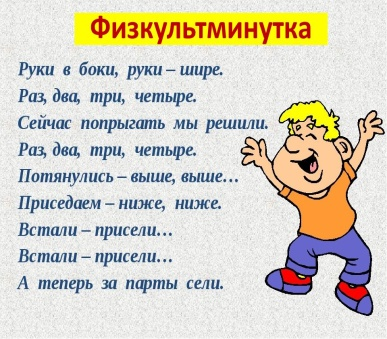 Физкультминутка
Руки в боки, руки – шире.
Раз, два, три, четыре.
Сейчас попрыгать мы решили.
Раз, два, три, четыре.
Потянулись – выше, выше…
Приседаем – ниже, ниже.
Встали – присели…
Встали – присели…
А теперь за парты сели.